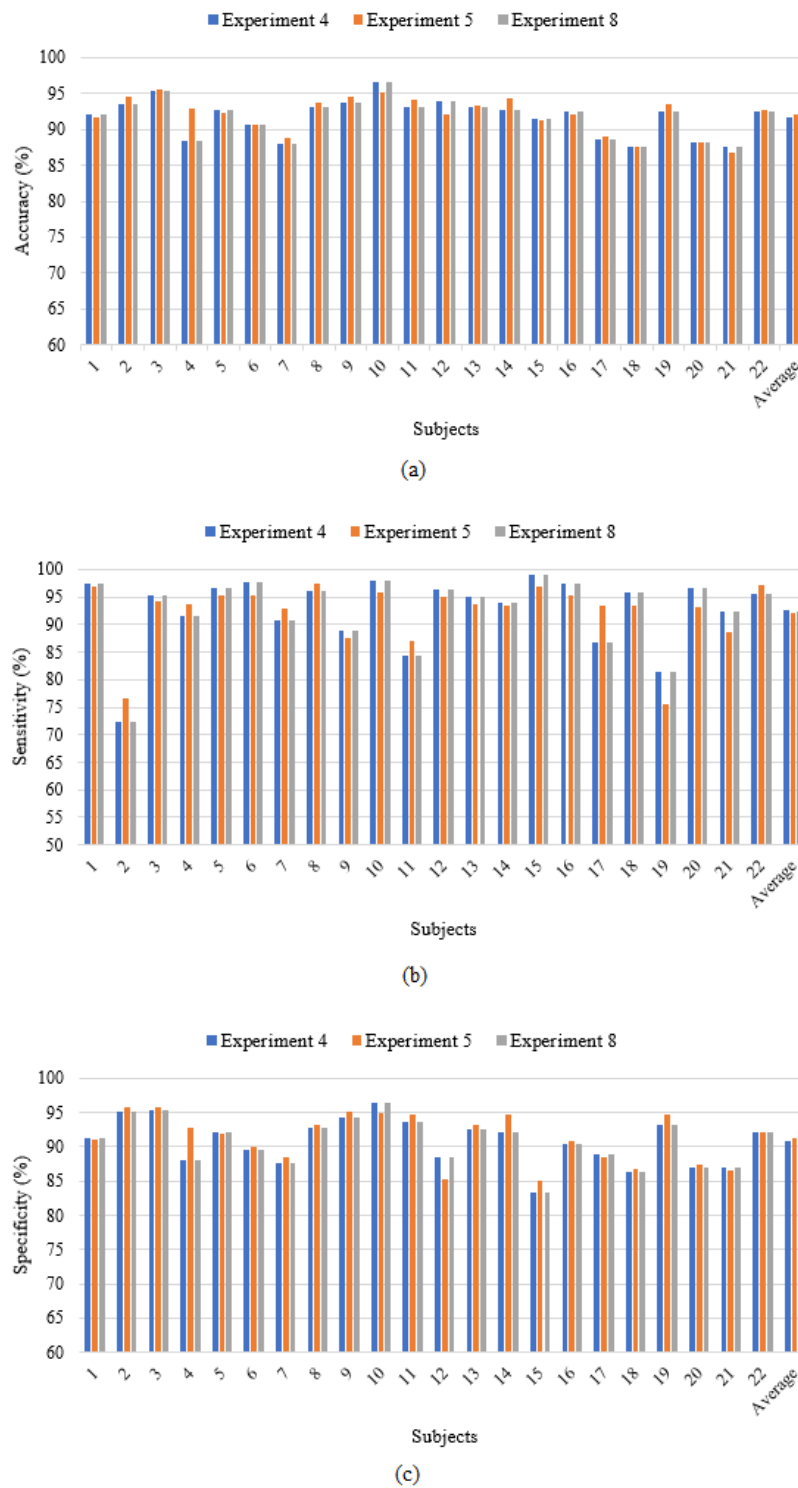 Experiment 4 Experiment 5 Experiment 8
100
95
90
85
80
75
70
65
60
Accuracy (%)
1 2 3 4 5 6 7 8 9 10 11 12 13 14 15 16 17 18 19 20 21 22 Average
Subjects
(a)
Experiment 4 Experiment 5 Experiment 8
100
95
90
85
80
75
70
65
60
55
50
Sensitivity (%)
1 2 3 4 5 6 7 8 9 10 11 12 13 14 15 16 17 18 19 20 21 22 Average
Subjects
(b)
Experiment 4 Experiment 5 Experiment 8
100
95
90
85
80
75
70
65
60
Specificity (%)
1 2 3 4 5 6 7 8 9 10 11 12 13 14 15 16 17 18 19 20 21 22 Average
Subjects
(c)